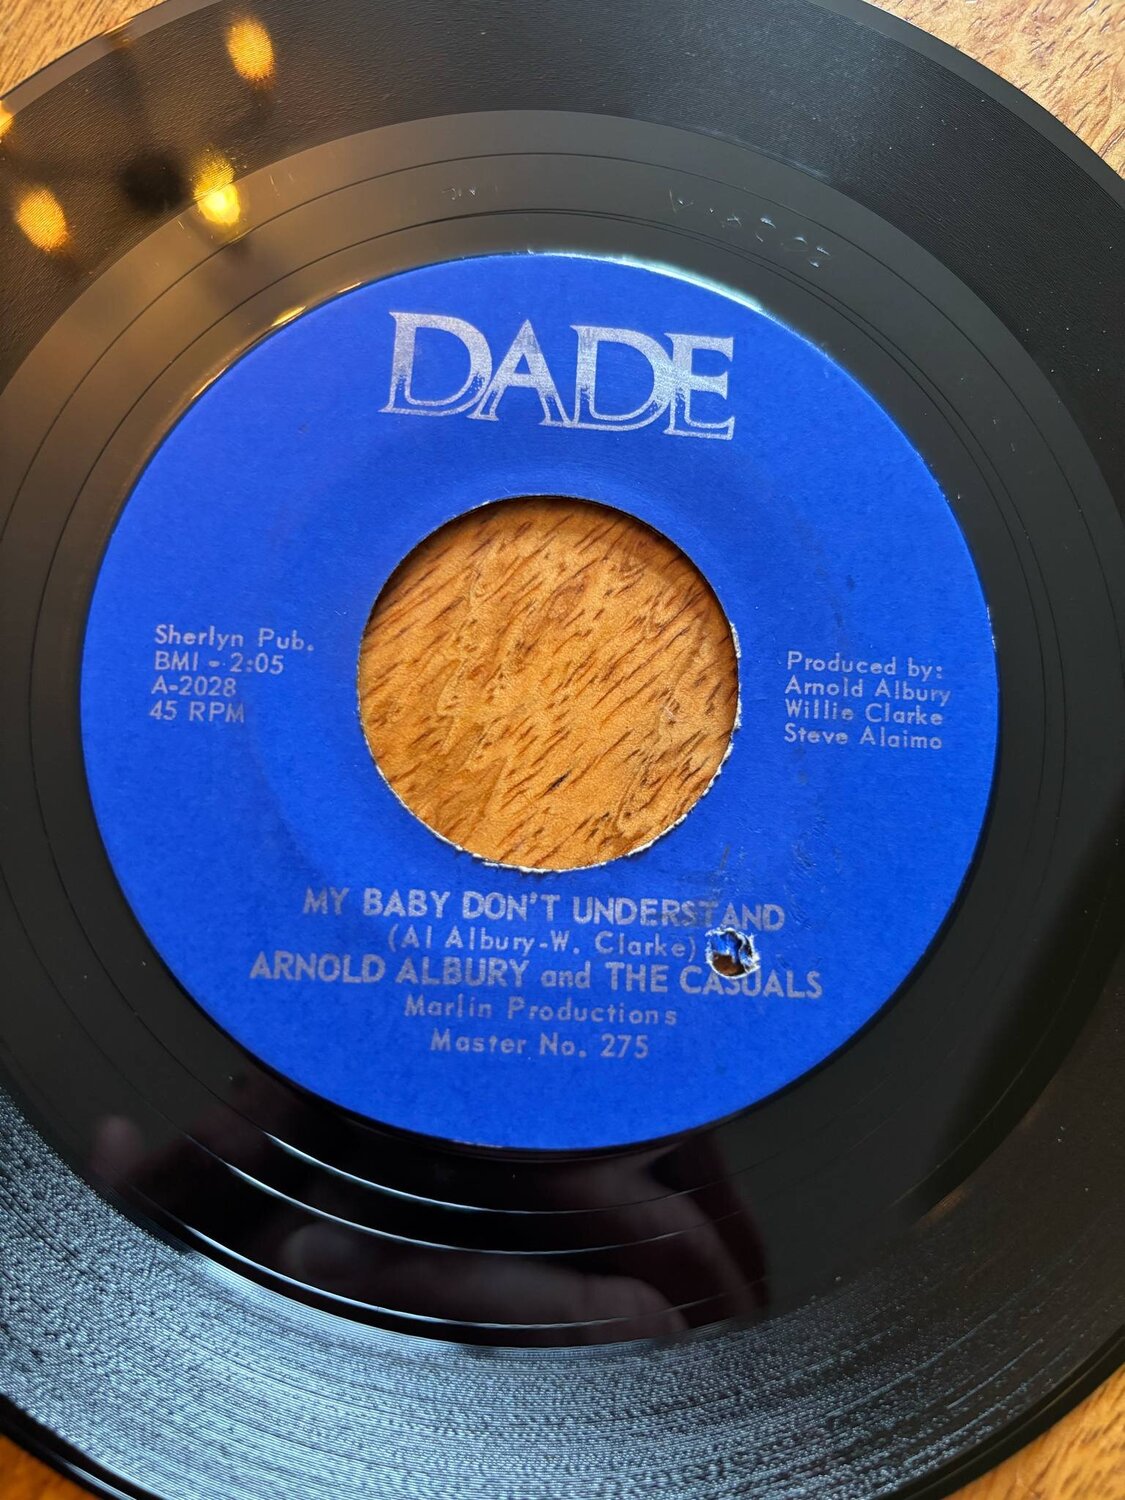 DADE
Sherlyn Pub.
BMI - 2:05
A-2028
45 RPM
Produced by:
Arnold Albury
Willie Clarke
Steve Alaimo
MY BABY DON'T UNDERSTAND
(Al Albury-W. Clarke)
ARNOLD ALBURY and THE CASUALS
Marlin Productions
Master No. 275